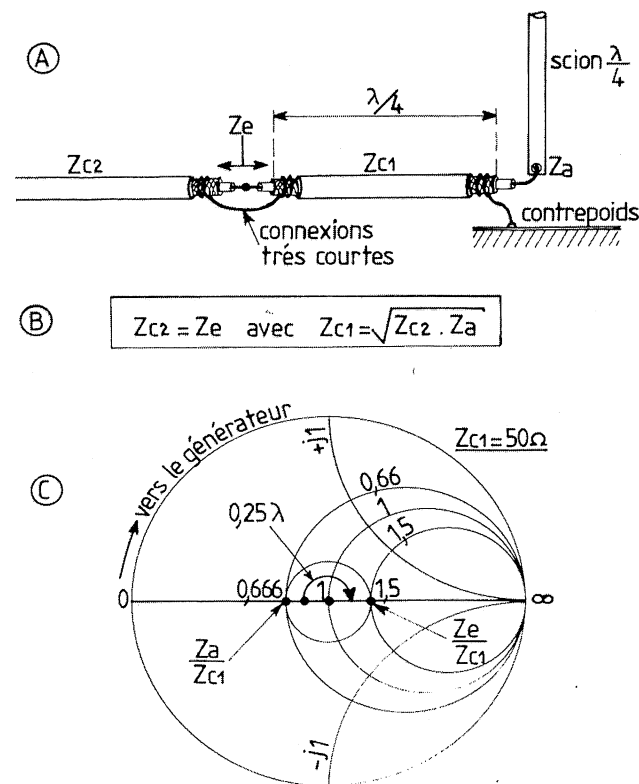 A
scion λ/4
λ/4
Ze
Zc2
Zc1
Za
contrepoids
connexions
trés courtes
B
Zc2 = Ze avec Zc1 = √Zc2 . Za
C
vers le générateur
+j1
Zc1 = 50Ω
0,66
1
1,5
0,25 λ
0
0,666
1
1,5
∞
Za/Zc1
Ze/Zc1
-j1